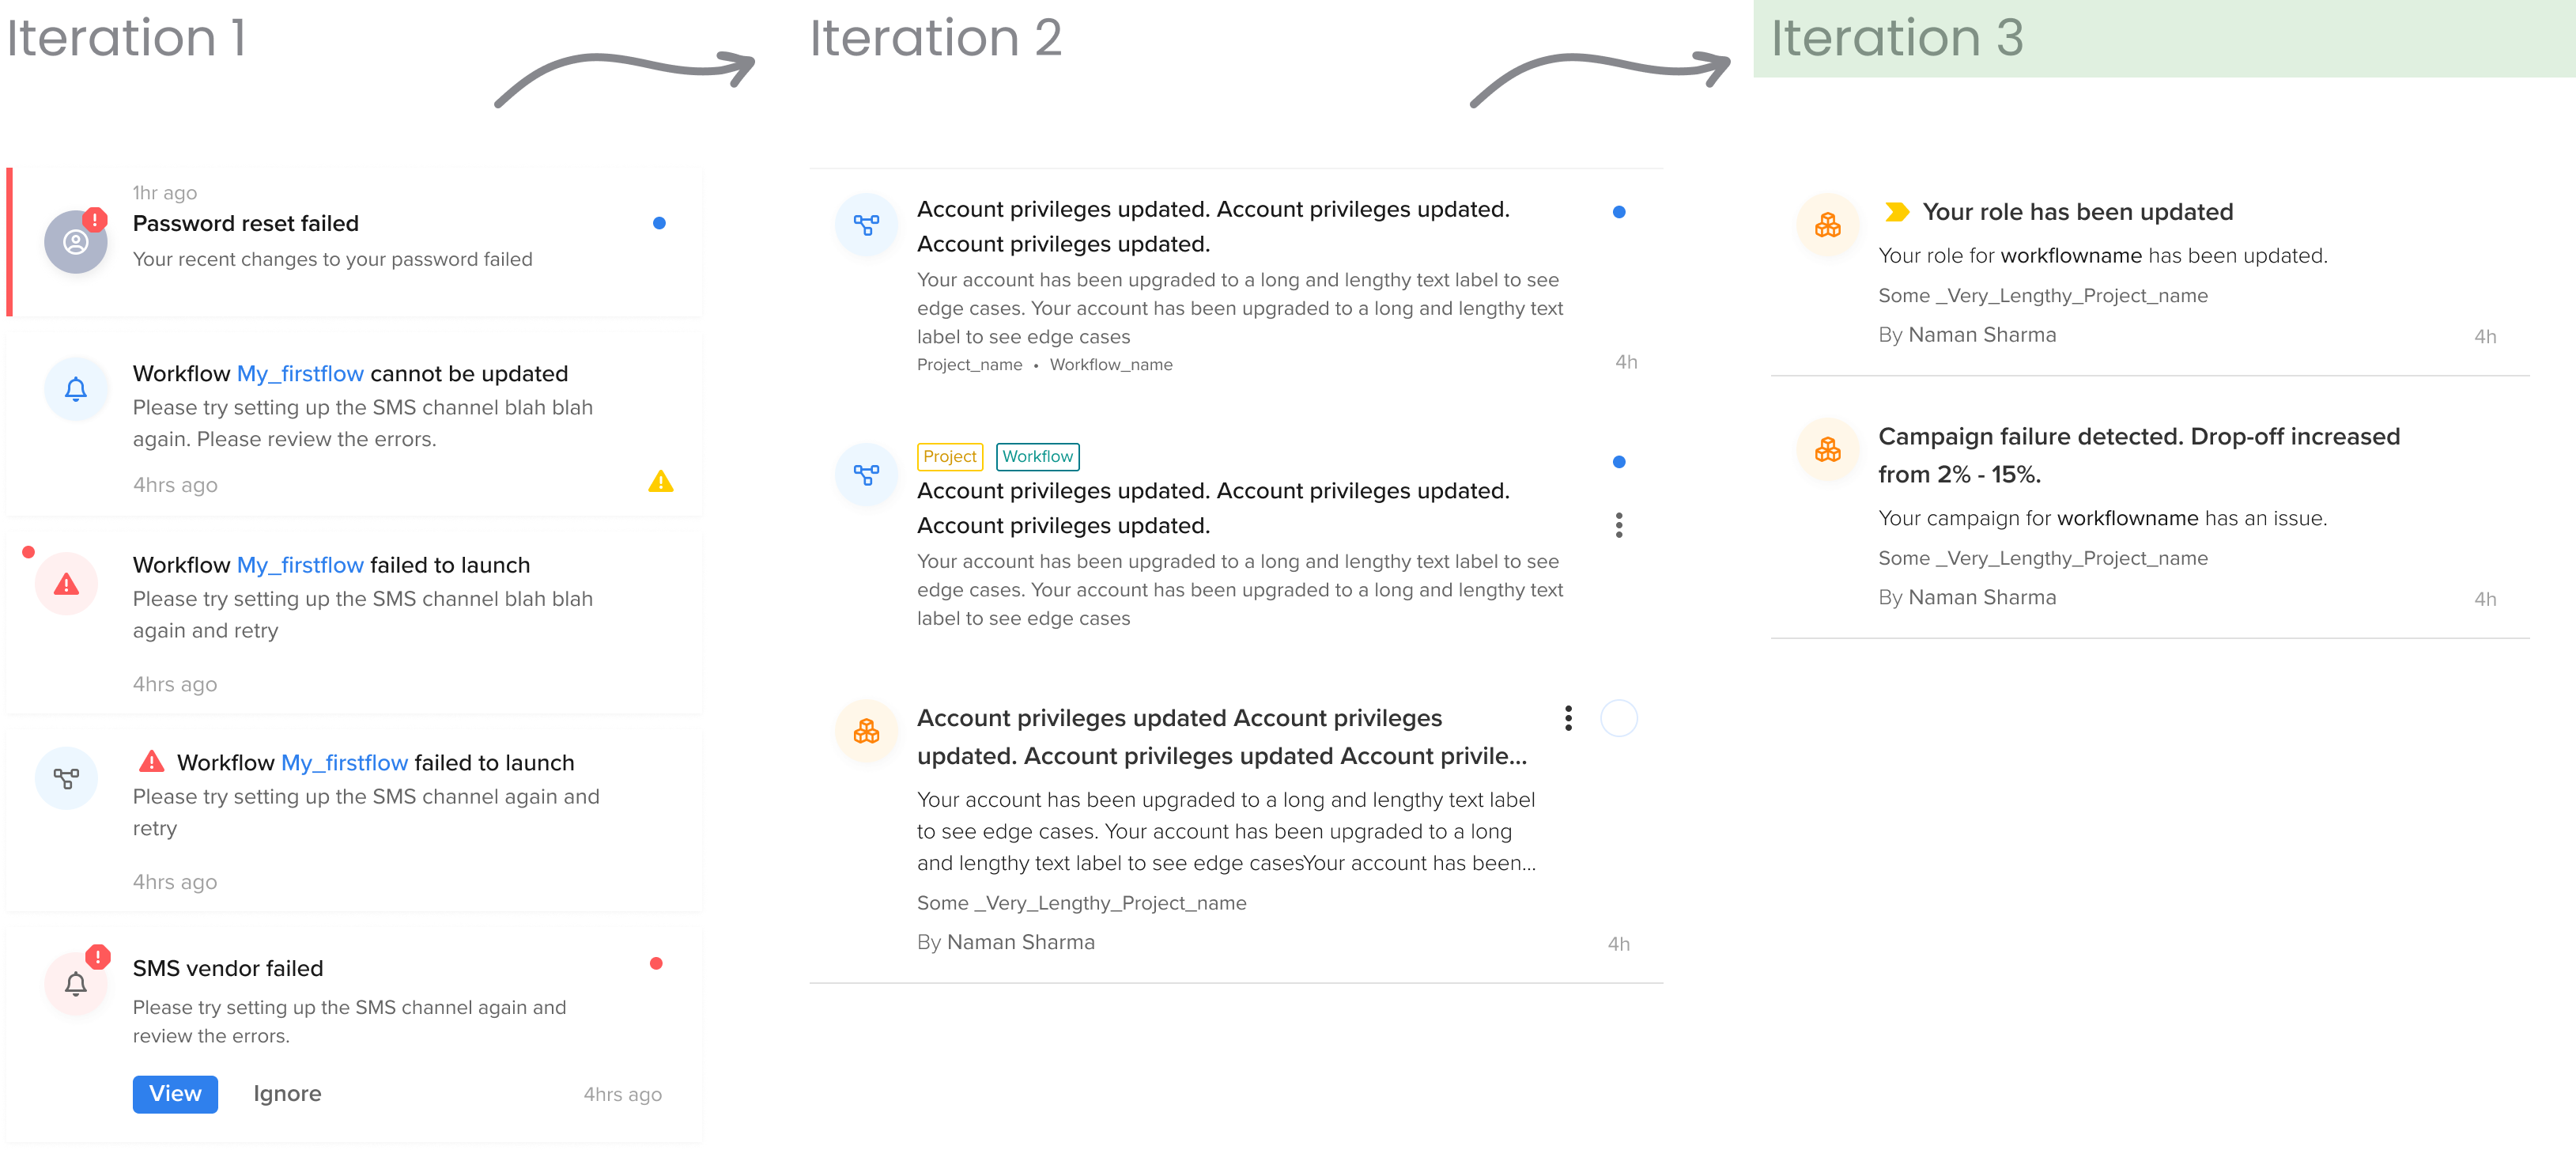 Iteration 1
1hr ago
Password reset failed
Your recent changes to your password failed
Workflow My_firstflow cannot be updated
Please try setting up the SMS channel blah blah
again. Please review the errors.
4hrs ago
Workflow My_firstflow failed to launch
Please try setting up the SMS channel blah blah
again and retry
4hrs ago
Workflow My_firstflow failed to launch
Please try setting up the SMS channel again and
retry
4hrs ago
SMS vendor failed
Please try setting up the SMS channel again and
review the errors.
View Ignore 4hrs ago
Iteration 2
Account privileges updated. Account privileges updated.
Account privileges updated.
Your account has been upgraded to a long and lengthy text label to see
edge cases. Your account has been upgraded to a long and lengthy text
label to see edge cases
Project_name • Workflow_name 4h
Project Workflow
Account privileges updated. Account privileges updated.
Account privileges updated.
Your account has been upgraded to a long and lengthy text label to see
edge cases. Your account has been upgraded to a long and lengthy text
label to see edge cases
Account privileges updated Account privileges
updated. Account privileges updated Account privile...
Your account has been upgraded to a long and lengthy text label
to see edge cases. Your account has been upgraded to a long
and lengthy text label to see edge casesYour account has been...
Some _Very_Lengthy_Project_name
By Naman Sharma 4h
Iteration 3
Your role has been updated
Your role for workflowname has been updated.
Some _Very_Lengthy_Project_name
By Naman Sharma 4h
Campaign failure detected. Drop-off increased
from 2% - 15%.
Your campaign for workflowname has an issue.
Some _Very_Lengthy_Project_name
By Naman Sharma 4h